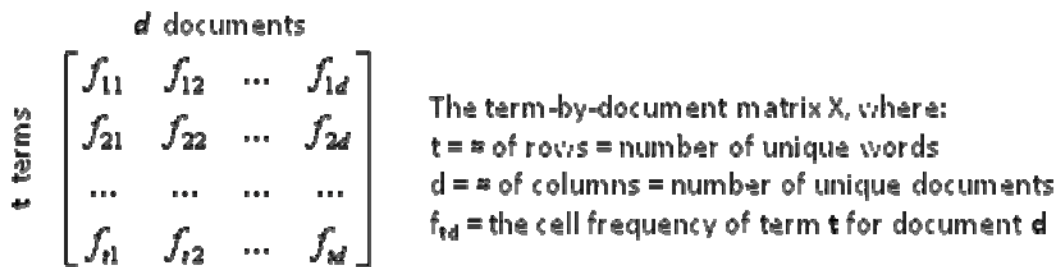 d documents
t terms
f11 f12 ... f1d
f21 f22 ... f2d
... ... ... ...
ft1 ft2 ... ftd
The term-by-document matrix X, where:
t = # of rows = number of unique words
d = # of columns = number of unique documents
ftd = the cell frequency of term t for document d